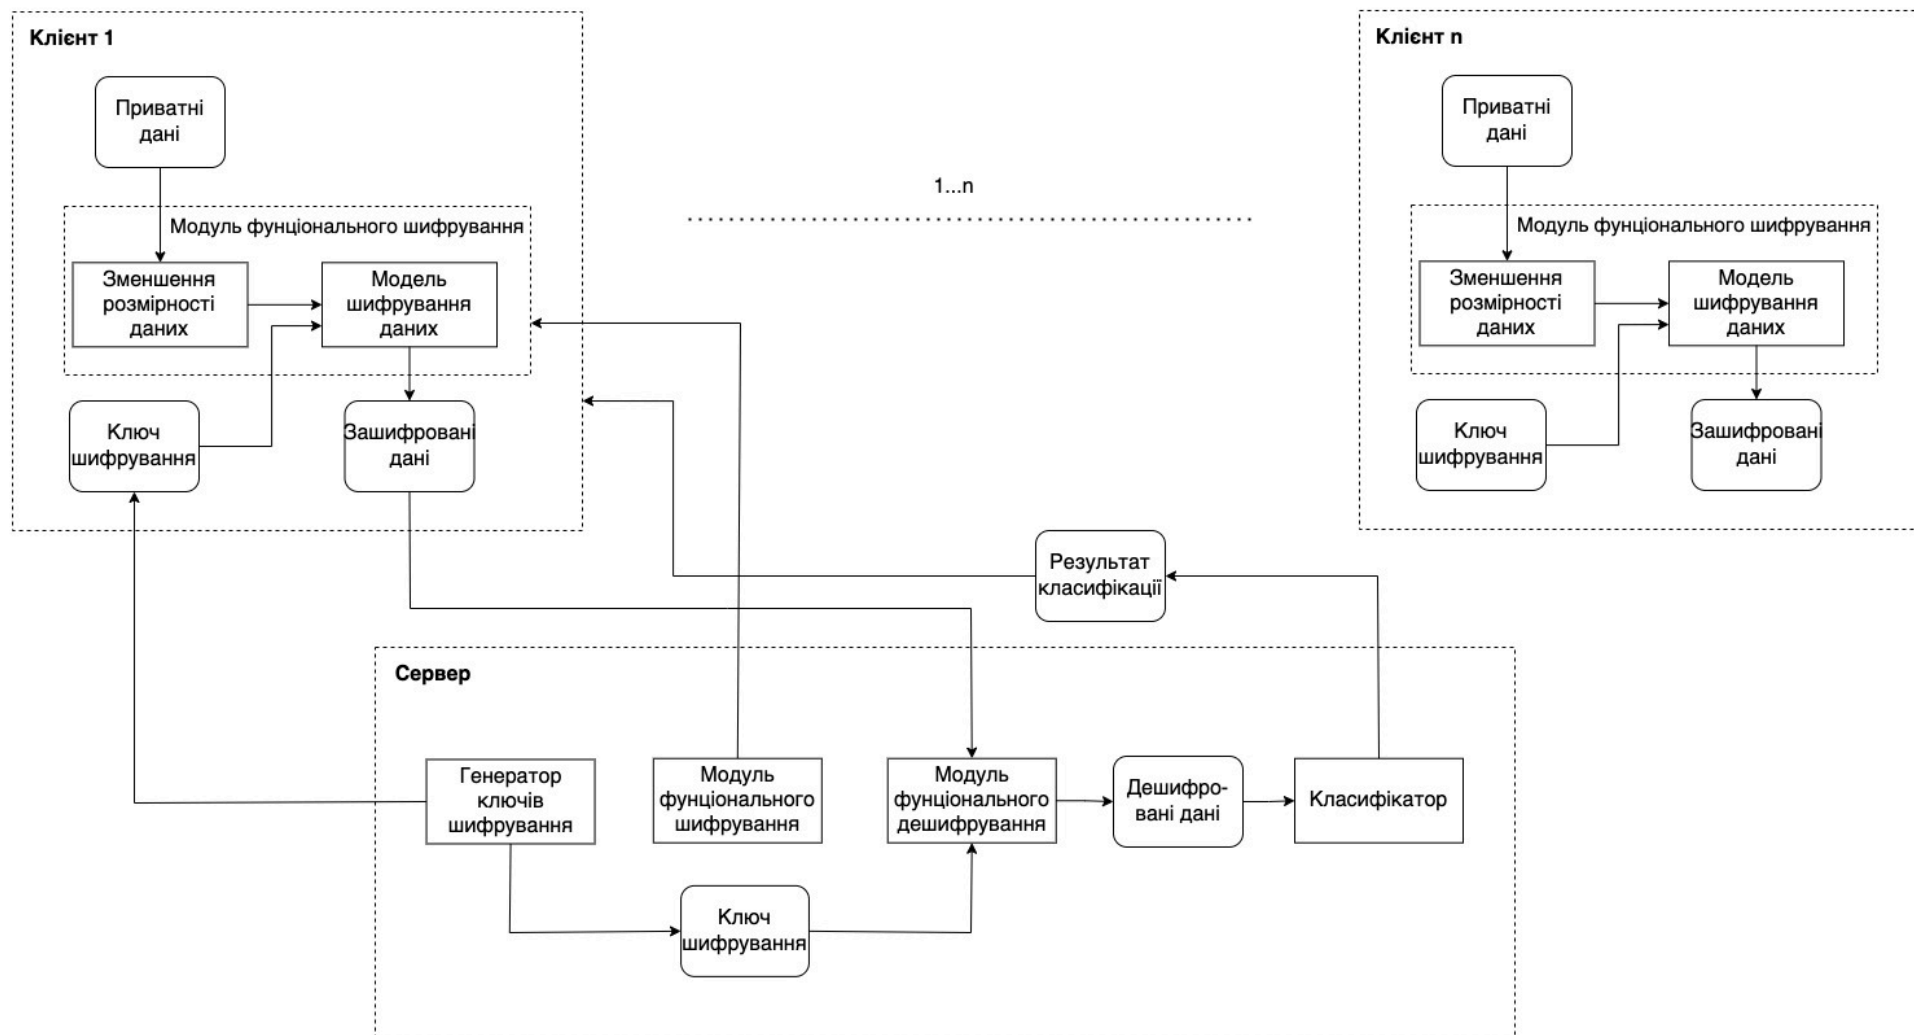 Клієнт 1
Приватні
дані
Модуль фунціонального шифрування
Зменшення
розмірності
даних
Модель
шифрування
даних
Ключ
шифрування
Зашифровані
дані
1...n
Клієнт n
Приватні
дані
Модуль фунціонального шифрування
Зменшення
розмірності
даних
Модель
шифрування
даних
Ключ
шифрування
Зашифровані
дані
Результат
класифікації
Сервер
Генератор
ключів
шифрування
Модуль
фунціонального
шифрування
Модуль
фунціонального
дешифрування
Дешифро-
вані дані
Класифікатор
Ключ
шифрування